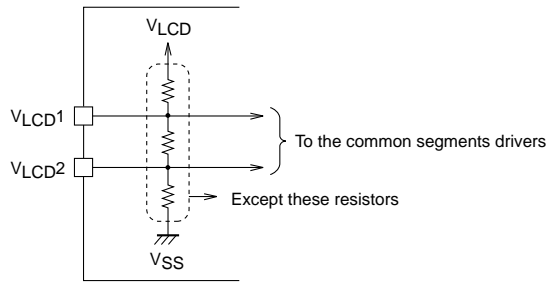 VLCD
VLCD1
To the common segments drivers
VLCD2
Except these resistors
VSS